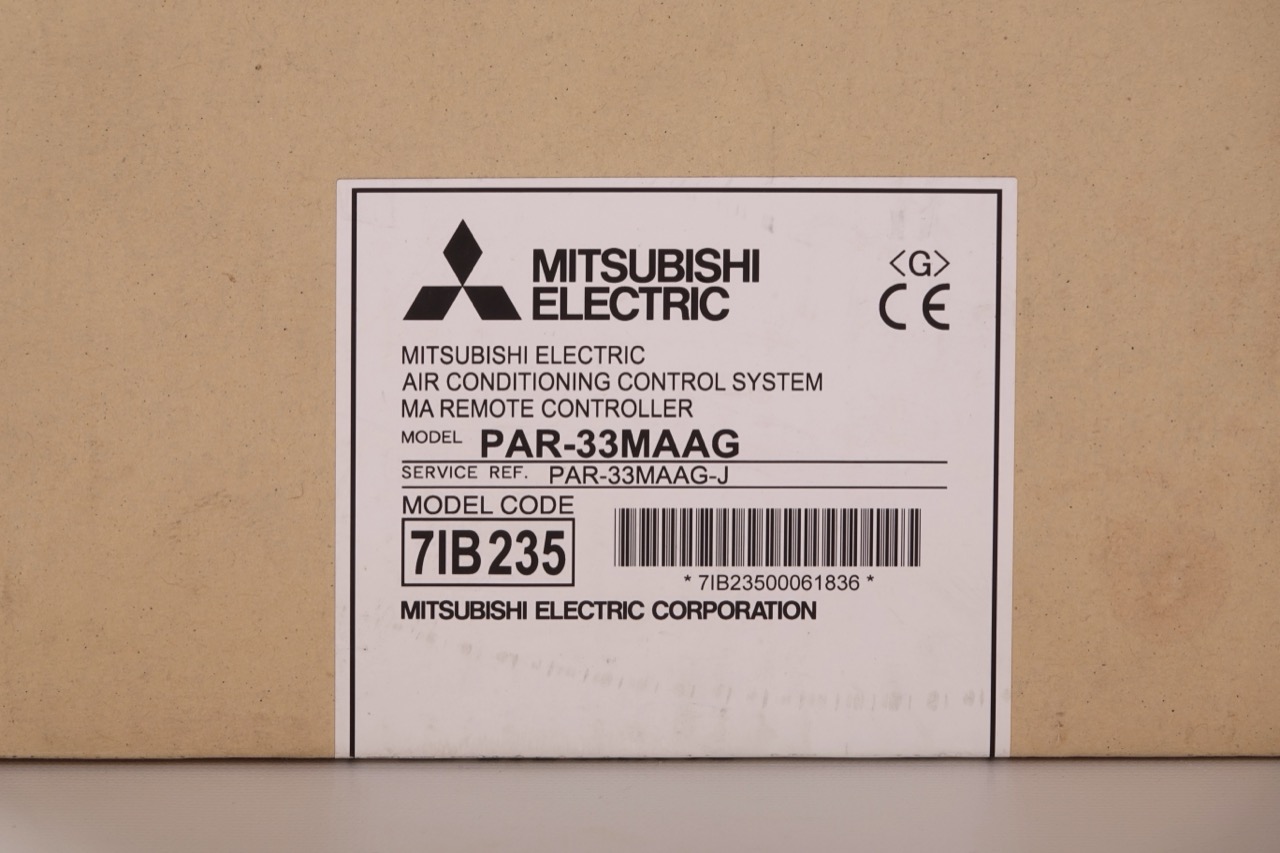 MITSUBISHI
ELECTRIC
<G>
CE
MITSUBISHI ELECTRIC
AIR CONDITIONING CONTROL SYSTEM
MA REMOTE CONTROLLER
MODEL PAR-33MAAG
SERVICE REF. PAR-33MAAG-J
MODEL CODE
7IB235
* 7IB23500061836 *
MITSUBISHI ELECTRIC CORPORATION